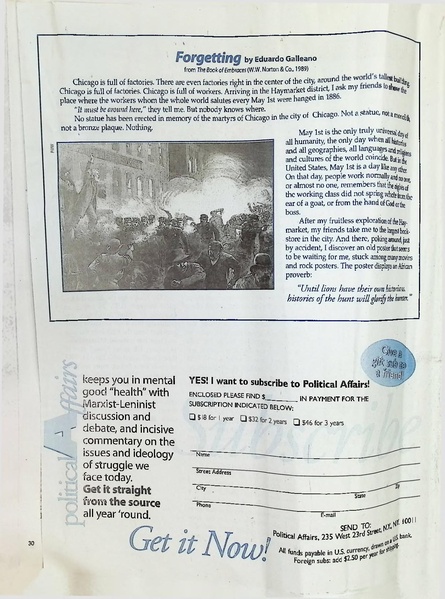 Forgetting by Eduardo Galleano
from The Book of Embraces (W.W. Norton & Co., 1989)
Chicago is full of factories. There are even factories right in the center of the city, around the world's tallest building.
Chicago is full of factories. Chicago is full of workers. Arriving in the Haymarket district, I ask my friends to show the
place where the workers whom the whole world salutes every May 1st were hanged in 1886.
"It must be around here," they tell me. But nobody knows where.
No statue has been erected in memory of the martyrs of Chicago in the city of Chicago. Not a statue, not a
not a bronze plaque. Nothing.
May 1st is the only truly universal day of
all humanity, the only day when all histories
and all geographies, all languages and religions
and cultures of the world coincide. But in the
United States, May 1st is a day like any other.
On that day, people work normally and no one,
or almost no one, remembers that the rights of
the working class did not spring whole from the
ear of a goat, or from the hand of God or the
boss.
After my fruitless exploration of the Hay-
market, my friends take me to the largest book-
store in the city. And there, poking around, just
by accident, I discover an old poster that seems
to be waiting for me, stuck among many movies
and rock posters. The poster displays an African
proverb:
"Until lions have their own historians,
histories of the hunt will glorify the hunter."
Give a
gift sub to
a friend!
political Affairs
keeps you in mental
good "health" with
Marxist-Leninist
discussion and
debate, and incisive
commentary on the
issues and ideology
of struggle we
face today.
Get it straight
from the source
all year 'round.
YES! I want to subscribe to Political Affairs!
ENCLOSED PLEASE FIND $ IN PAYMENT FOR THE
SUBSCRIPTION INDICATED BELOW:
$18 for 1 year $32 for 2 years $46 for 3 years
Subscribe
Name
Street Address
City State Zip
Phone E-mail
Get it Now!
SEND TO:
Political Affairs, 235 West 23rd Street, N.Y., NY, 10011
All funds payable in U.S. currency, drawn on a U.S. bank.
Foreign subs: add $2.50 per year for shipping.
30